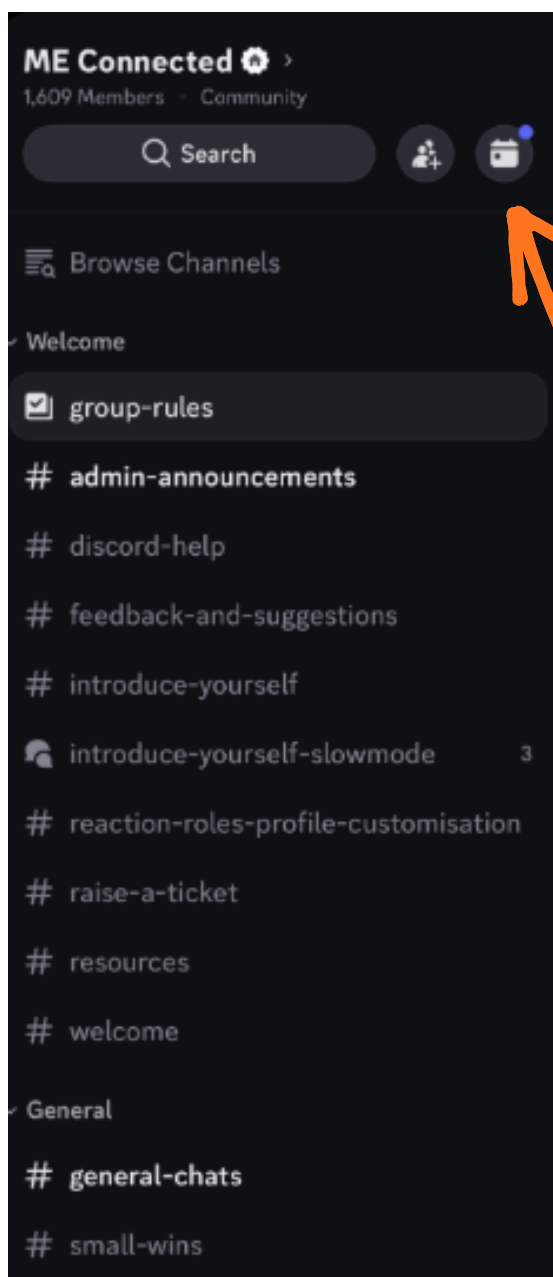 ME Connected
1,609 Members · Community
Search
Browse Channels
Welcome
group-rules
# admin-announcements
# discord-help
# feedback-and-suggestions
# introduce-yourself
introduce-yourself-slowmode 3
# reaction-roles-profile-customisation
# raise-a-ticket
# resources
# welcome
General
# general-chats
# small-wins